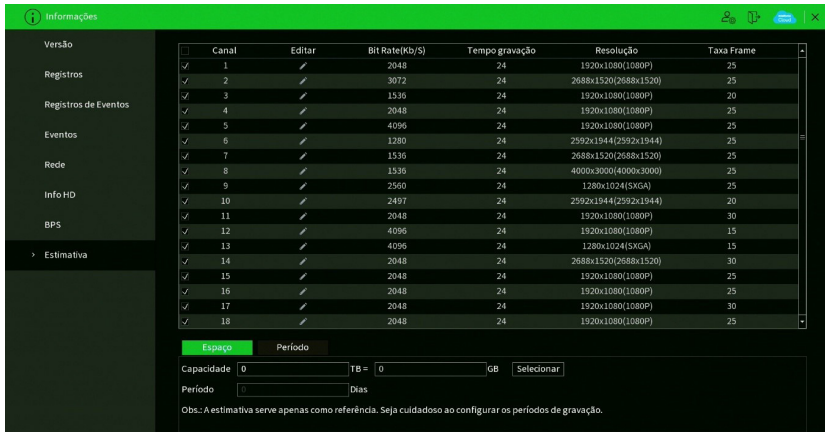 Informações
Versão
Registros
Registros de Eventos
Eventos
Rede
Info HD
BPS
> Estimativa
Canal Editar Bit Rate(Kb/S) Tempo gravação Resolução Taxa Frame
1 2048 24 1920x1080(1080P) 25
2 3072 24 2688x1520(2688x1520) 25
3 1536 24 1920x1080(1080P) 20
4 2048 24 1920x1080(1080P) 25
5 4096 24 1920x1080(1080P) 25
6 1280 24 2592x1944(2592x1944) 25
7 1536 24 2688x1520(2688x1520) 25
8 1536 24 4000x3000(4000x3000) 25
9 2560 24 1280x1024(SXGA) 25
10 2497 24 2592x1944(2592x1944) 20
11 2048 24 1920x1080(1080P) 30
12 4096 24 1920x1080(1080P) 15
13 4096 24 1280x1024(SXGA) 15
14 2048 24 2688x1520(2688x1520) 30
15 2048 24 1920x1080(1080P) 25
16 2048 24 1920x1080(1080P) 25
17 2048 24 1920x1080(1080P) 30
18 2048 24 1920x1080(1080P) 25
Espaço Período
Capacidade 0 TB = 0 GB Selecionar
Período 0 Dias
Obs.: A estimativa serve apenas como referência. Seja cuidadoso ao configurar os períodos de gravação.